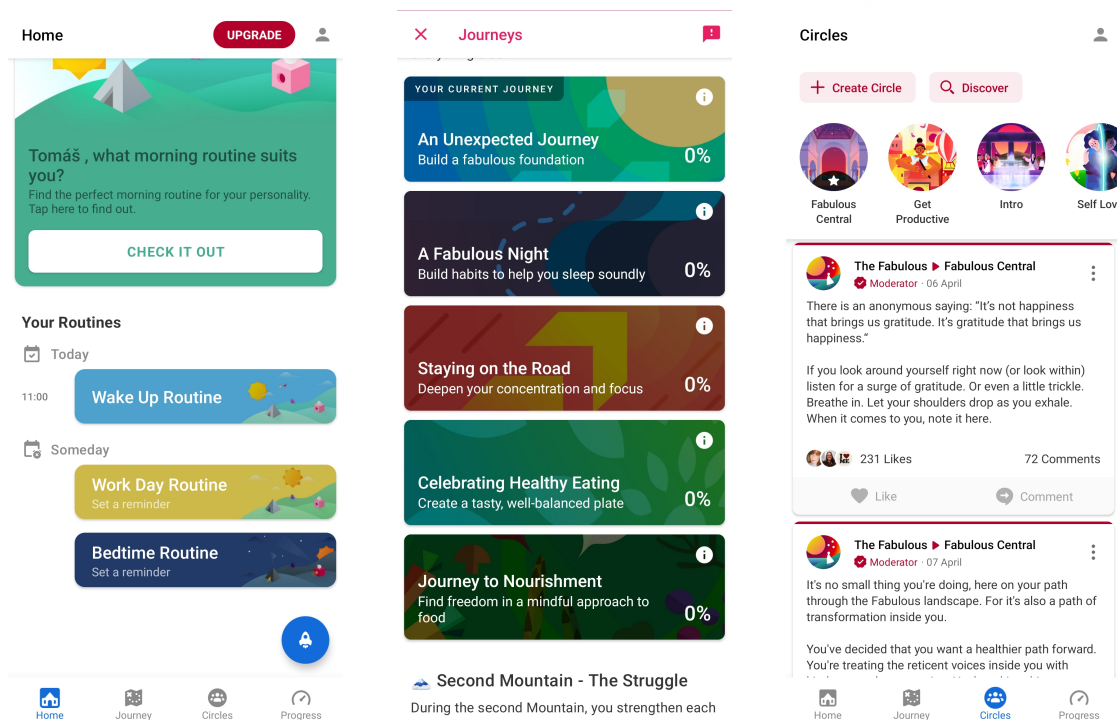 Home
UPGRADE
Tomáš , what morning routine suits
you?
Find the perfect morning routine for your personality.
Tap here to find out.
CHECK IT OUT
Your Routines
Today
11:00
Wake Up Routine
Someday
Work Day Routine
Set a reminder
Bedtime Routine
Set a reminder
Home
Journey
Circles
Progress
Journeys
YOUR CURRENT JOURNEY
An Unexpected Journey
Build a fabulous foundation
0%
A Fabulous Night
Build habits to help you sleep soundly
0%
Staying on the Road
Deepen your concentration and focus
0%
Celebrating Healthy Eating
Create a tasty, well-balanced plate
0%
Journey to Nourishment
Find freedom in a mindful approach to
food
0%
Second Mountain - The Struggle
During the second Mountain, you strengthen each
Circles
Create Circle
Discover
Fabulous
Central
Get
Productive
Intro
Self Lov
The Fabulous ▶ Fabulous Central
Moderator · 06 April
There is an anonymous saying: “It’s not happiness
that brings us gratitude. It’s gratitude that brings us
happiness.“
If you look around yourself right now (or look within)
listen for a surge of gratitude. Or even a little trickle.
Breathe in. Let your shoulders drop as you exhale.
When it comes to you, note it here.
231 Likes
72 Comments
Like
Comment
The Fabulous ▶ Fabulous Central
Moderator · 07 April
It's no small thing you're doing, here on your path
through the Fabulous landscape. For it's also a path of
transformation inside you.
You've decided that you want a healthier path forward.
You're treating the reticent voices inside you with
Home
Journey
Circles
Progress